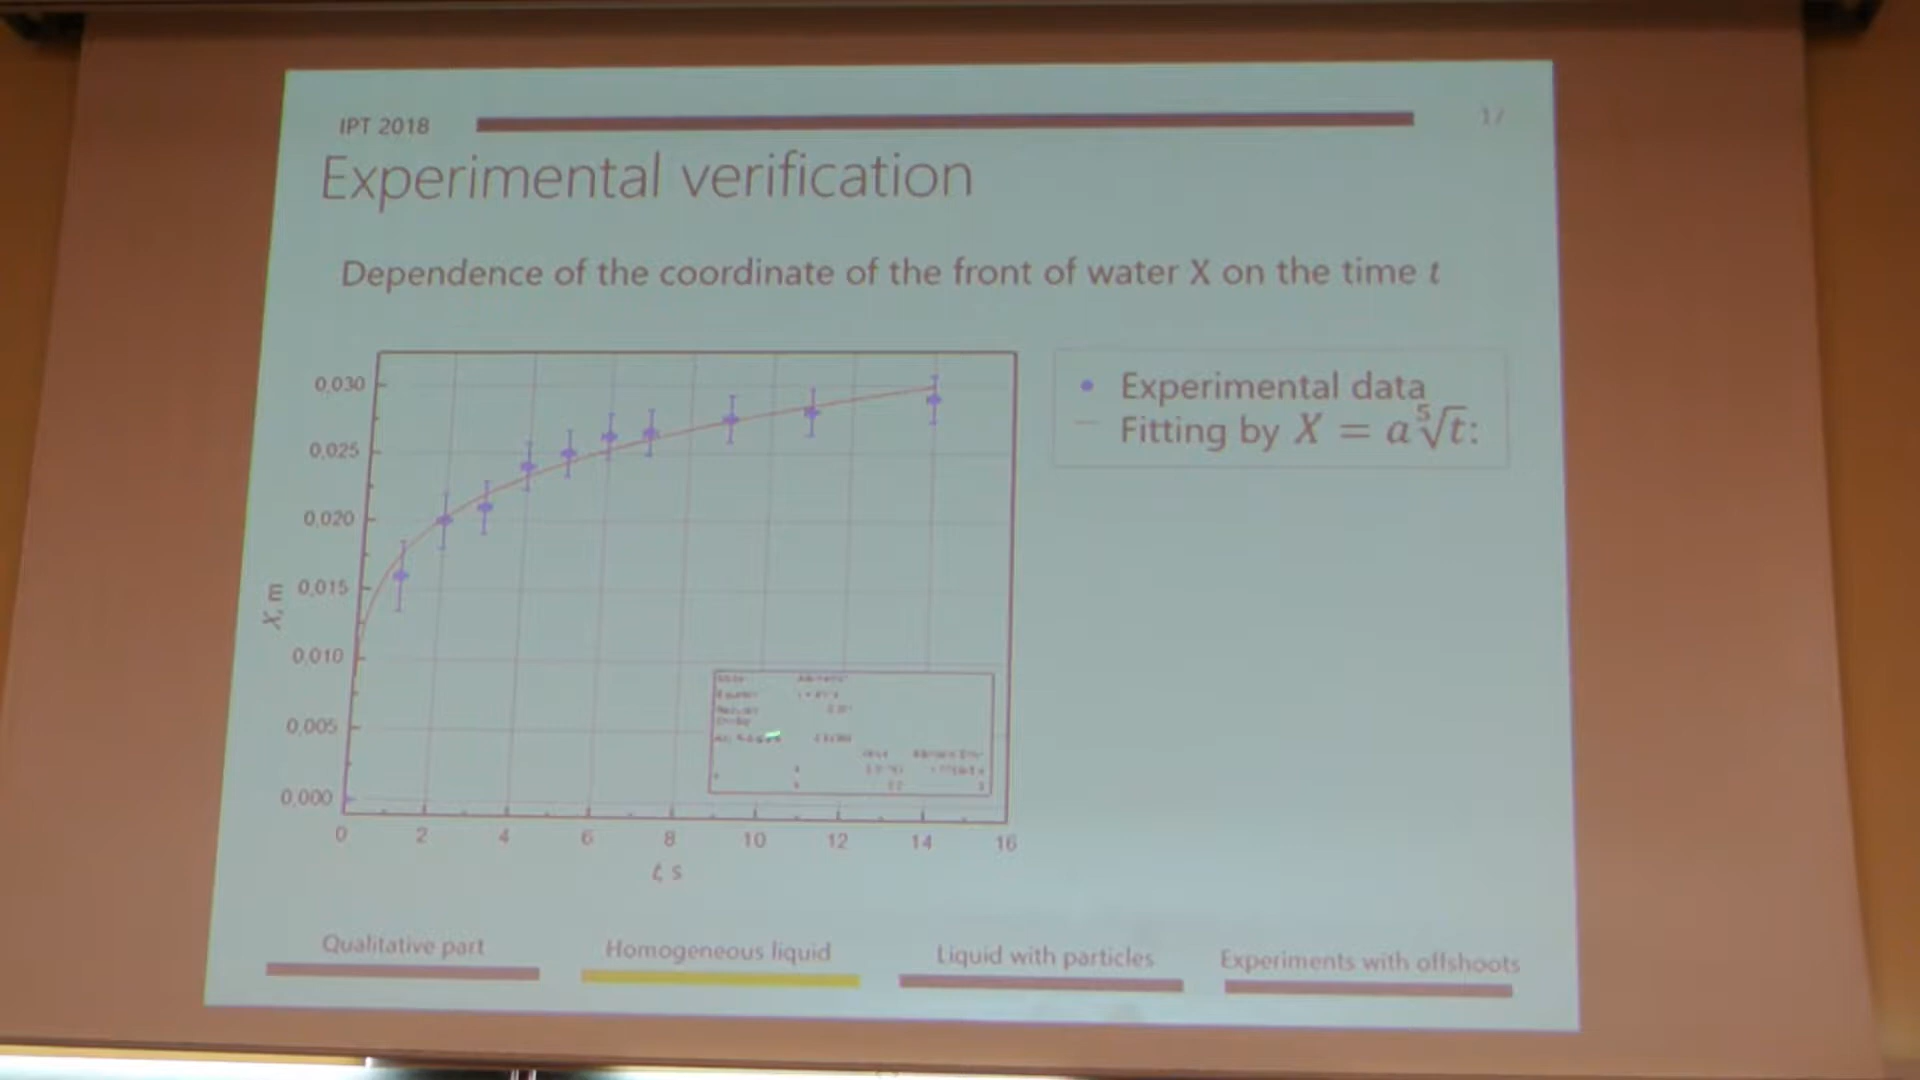 IPT 2018
17
Experimental verification
Dependence of the coordinate of the front of water X on the time t
Experimental data
Fitting by X = a⁵√t:
0,030
0,025
0,020
0,015
0,010
0,005
0,000
X, m
0 2 4 6 8 10 12 14 16
t, s
Qualitative part
Homogeneous liquid
Liquid with particles
Experiments with offshoots